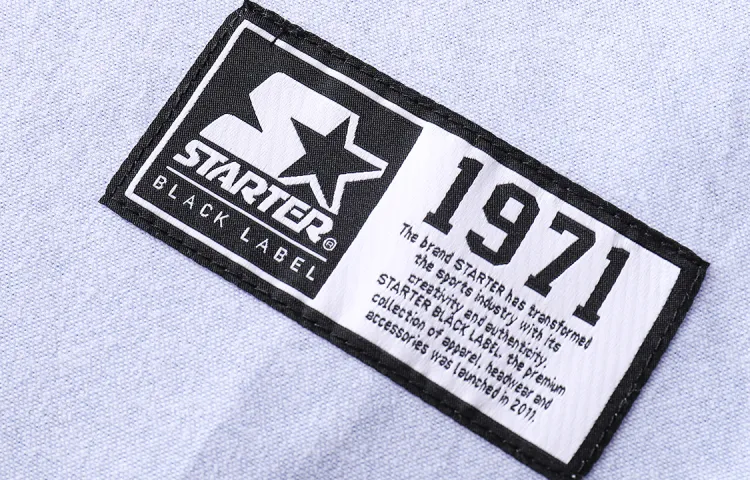 STARTER®
BLACK LABEL
1971
The brand STARTER has transformed
the sports industry with its
creativity and authenticity.
STARTER BLACK LABEL, the premium
collection of apparel, headwear and
accessories was launched in 2011.